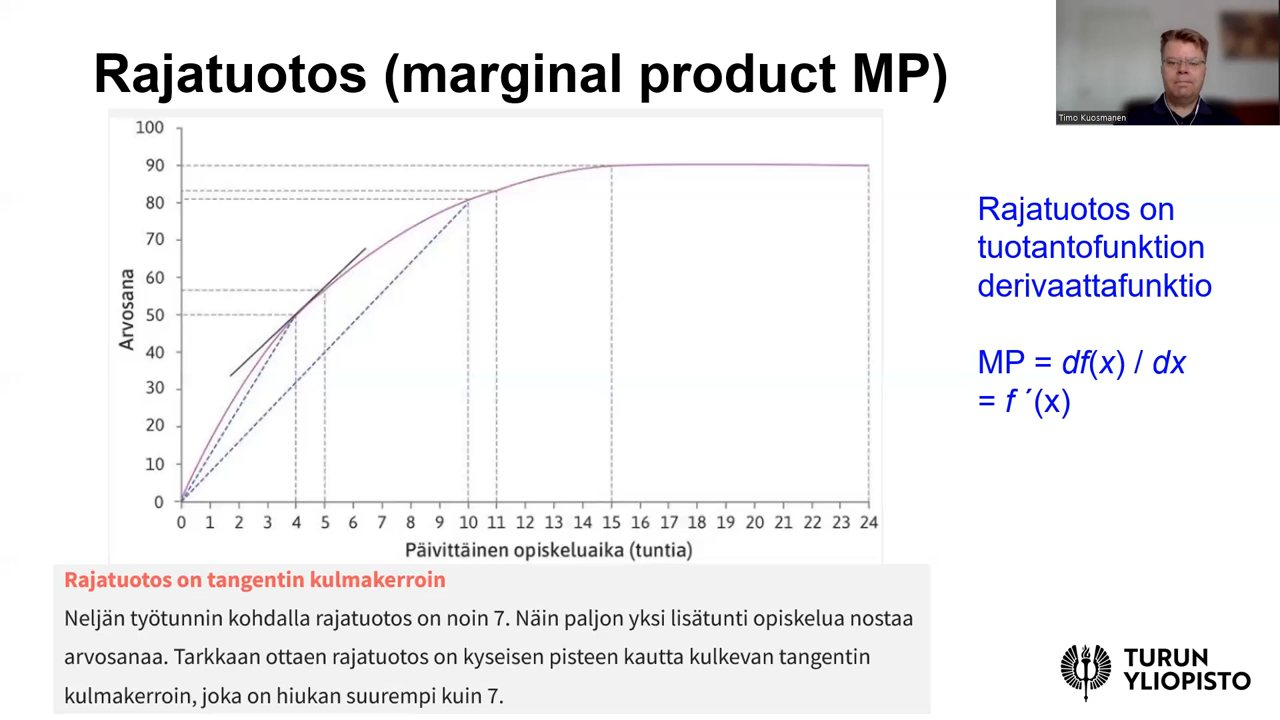 Rajatuotos (marginal product MP)
Timo Kuosmanen
100
90
80
70
60
50
40
30
20
10
0
Arvosana
0 1 2 3 4 5 6 7 8 9 10 11 12 13 14 15 16 17 18 19 20 21 22 23 24
Päivittäinen opiskeluaika (tuntia)
Rajatuotos on
tuotantofunktion
derivaattafunktio
MP = df(x) / dx
= f ´(x)
Rajatuotos on tangentin kulmakerroin
Neljän työtunnin kohdalla rajatuotos on noin 7. Näin paljon yksi lisätunti opiskelua nostaa
arvosanaa. Tarkkaan ottaen rajatuotos on kyseisen pisteen kautta kulkevan tangentin
kulmakerroin, joka on hiukan suurempi kuin 7.
TURUN
YLIOPISTO